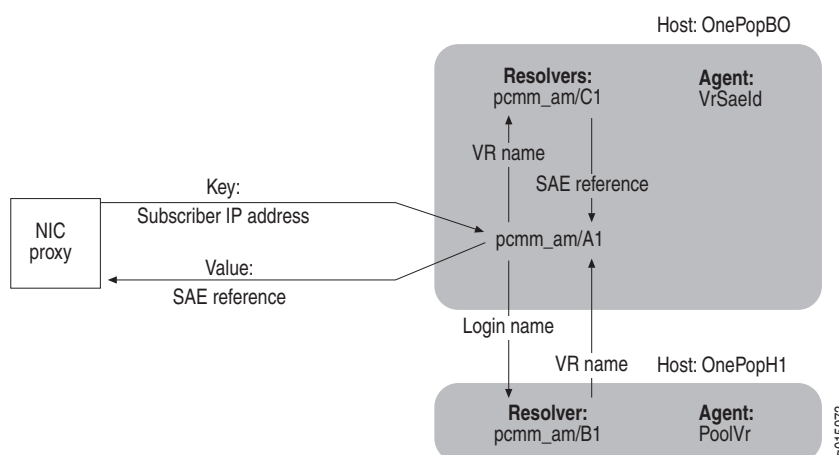 Host: OnePopBO
Resolvers:
pcmm_am/C1
Agent:
VrSaeId
VR name
SAE reference
Key:
Subscriber IP address
NIC
proxy
pcmm_am/A1
Value:
SAE reference
Login name
VR name
Host: OnePopH1
Resolver:
pcmm_am/B1
Agent:
PoolVr